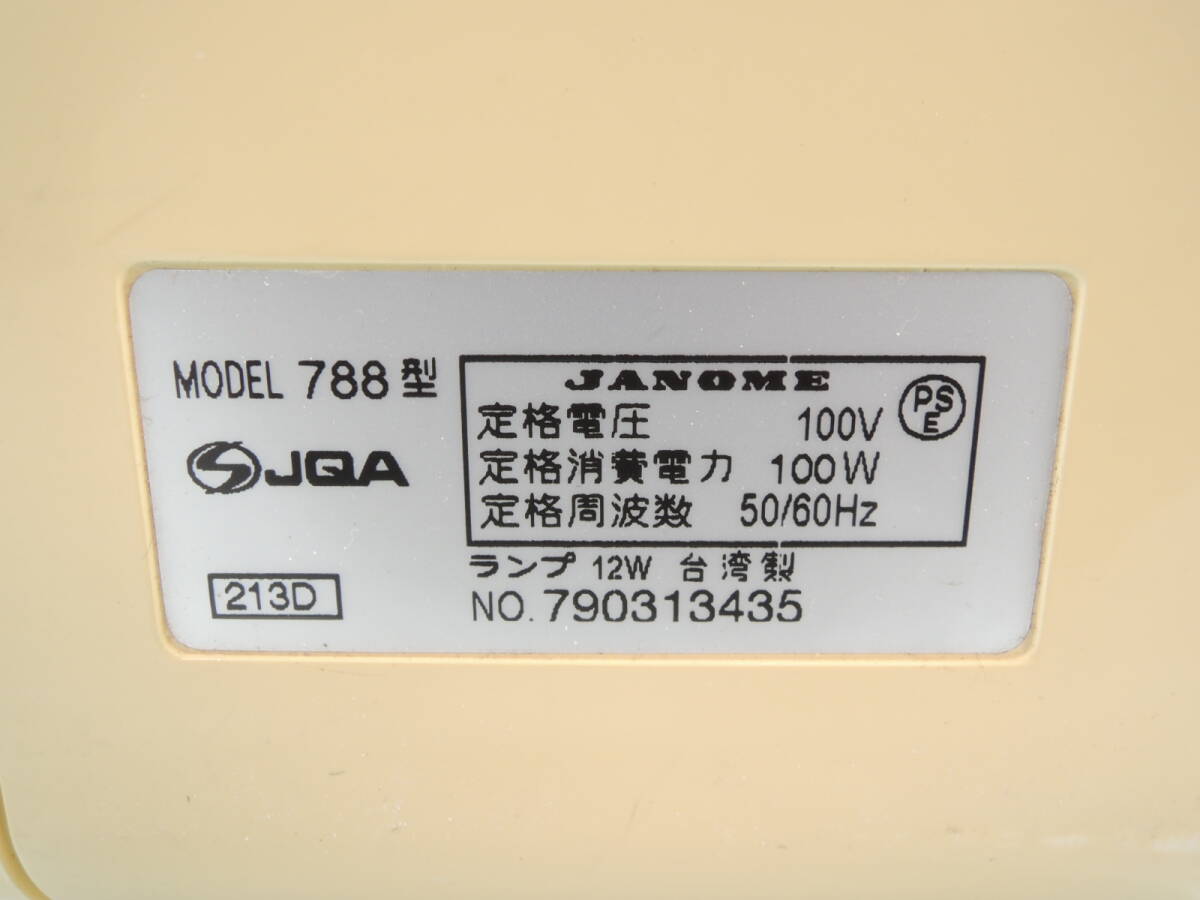 MODEL 788型
JQA
213D
JANOME
PSE
定格電圧 100V
定格消費電力 100W
定格周波数 50/60Hz
ランプ 12W 台湾製
NO. 790313435